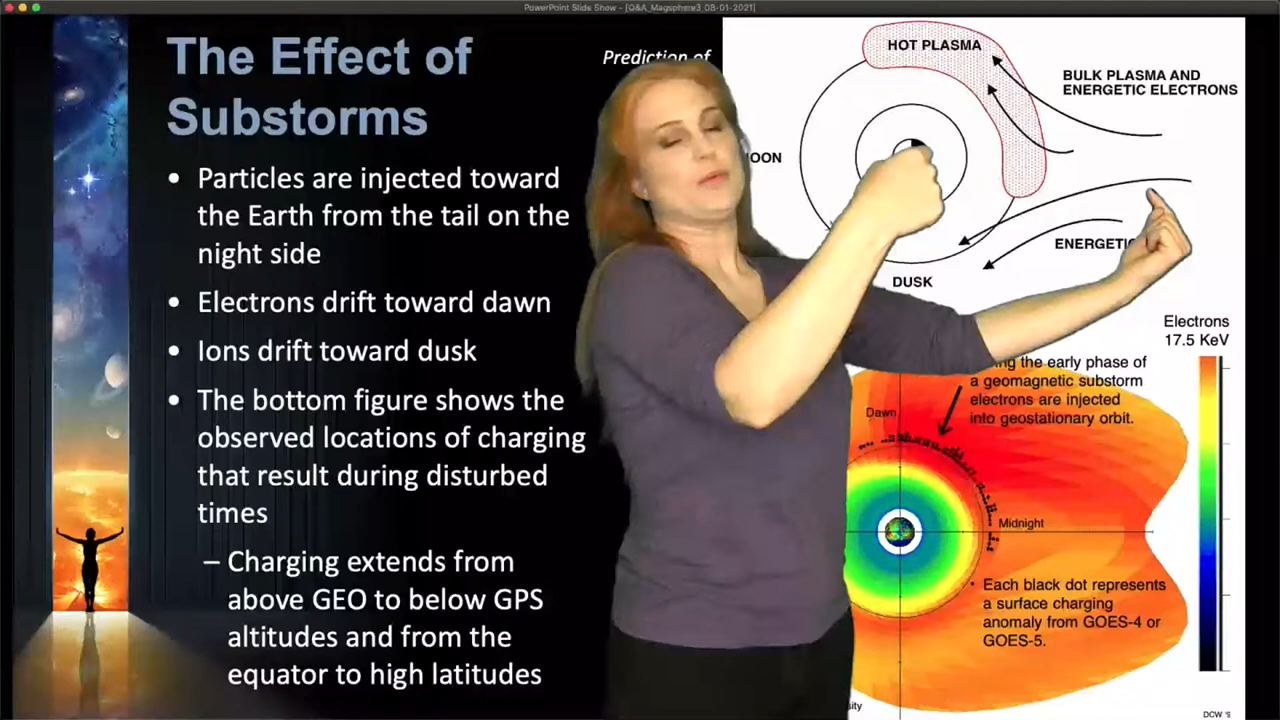 PowerPoint Slide Show - [Q&A_Magsphere3_08-01-2021]
The Effect of
Substorms
• Particles are injected toward
the Earth from the tail on the
night side
• Electrons drift toward dawn
• Ions drift toward dusk
• The bottom figure shows the
observed locations of charging
that result during disturbed
times
– Charging extends from
above GEO to below GPS
altitudes and from the
equator to high latitudes
Prediction of
HOT PLASMA
BULK PLASMA AND
ENERGETIC ELECTRONS
OON
ENERGETIC
DUSK
Electrons
17.5 KeV
ing the early phase of
a geomagnetic substorm
electrons are injected
into geostationary orbit.
Dawn
Midnight
• Each black dot represents
a surface charging
anomaly from GOES-4 or
GOES-5.
sity